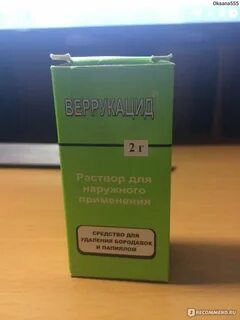 Oksana555
ВЕРРУКАЦИД®
2 г
Раствор для
наружного
применения
СРЕДСТВО ДЛЯ
УДАЛЕНИЯ БОРОДАВОК
И ПАПИЛЛОМ
IRECOMMEND.RU